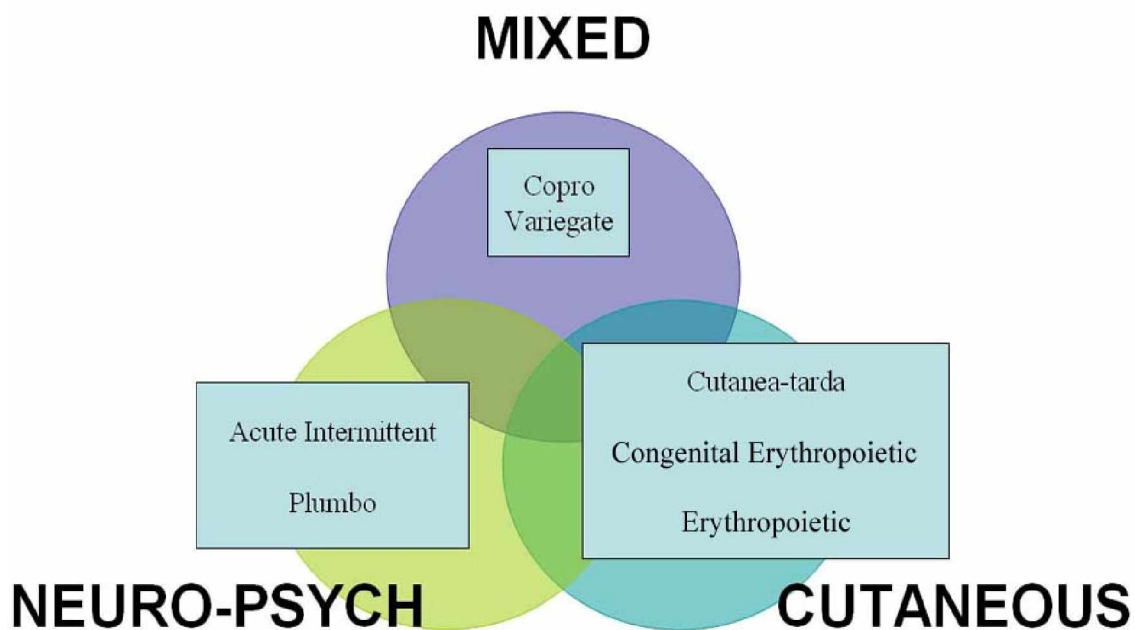 MIXED
Copro
Variegate
Acute Intermittent
Plumbo
Cutanea-tarda
Congenital Erythropoietic
Erythropoietic
NEURO-PSYCH
CUTANEOUS